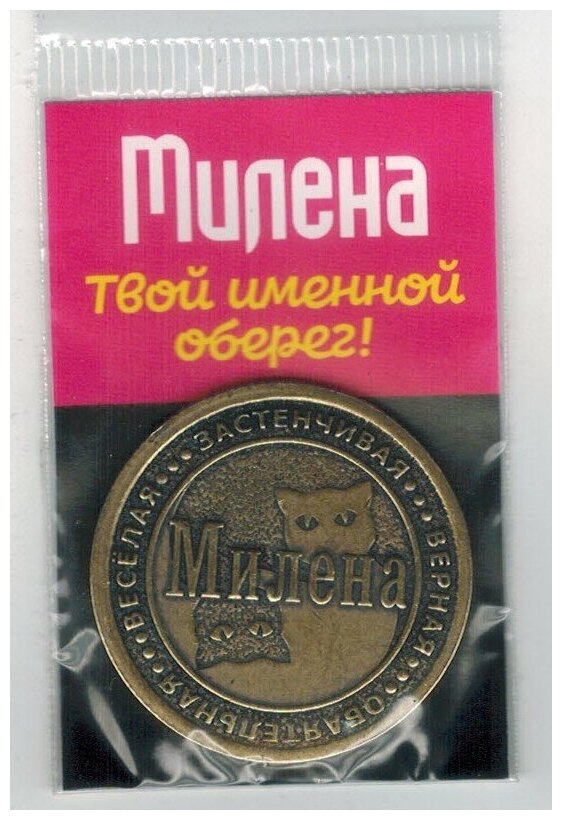 Милена
Твой именной
оберег!
ВЕСЁЛАЯ•••ЗАСТЕНЧИВАЯ•••ВЕРНАЯ•••ОБАЯТЕЛЬНАЯ•••
Милена